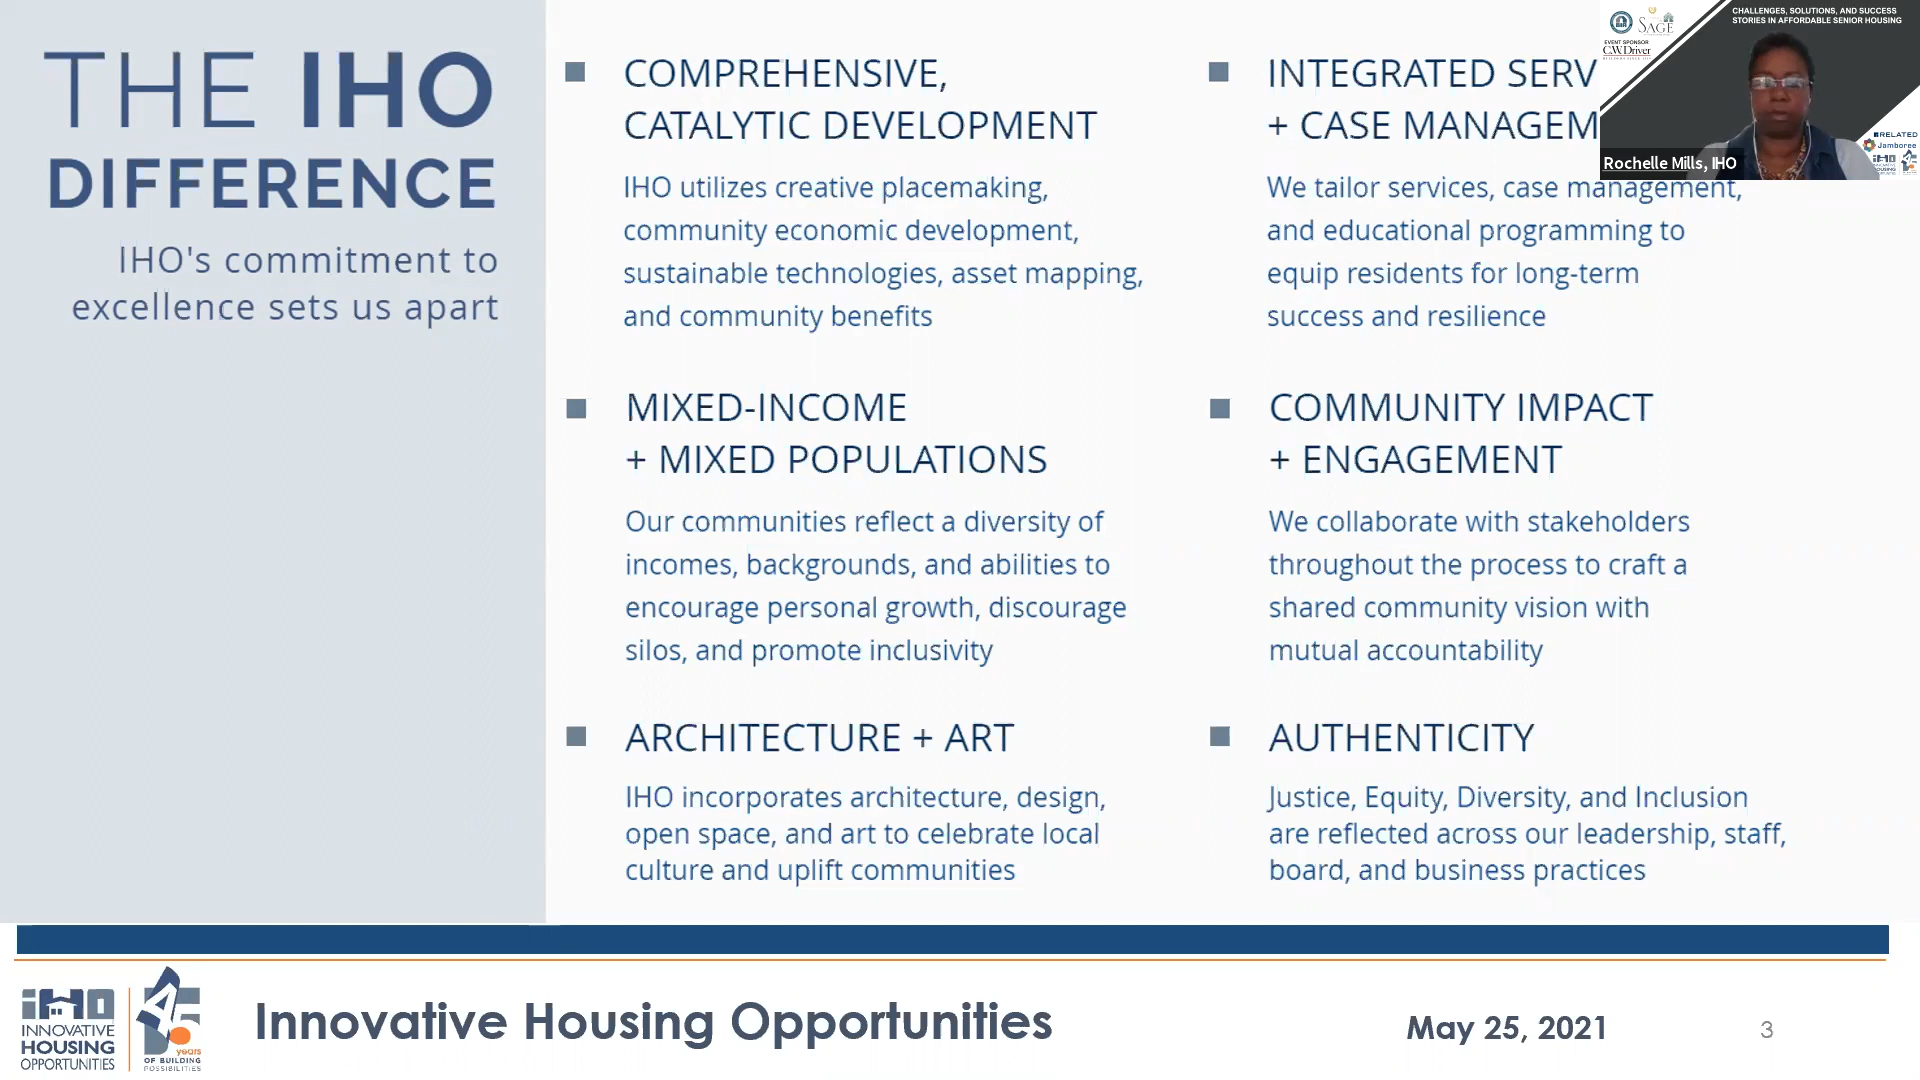 THE IHO
DIFFERENCE
IHO's commitment to
excellence sets us apart
COMPREHENSIVE,
CATALYTIC DEVELOPMENT
IHO utilizes creative placemaking,
community economic development,
sustainable technologies, asset mapping,
and community benefits
MIXED-INCOME
+ MIXED POPULATIONS
Our communities reflect a diversity of
incomes, backgrounds, and abilities to
encourage personal growth, discourage
silos, and promote inclusivity
ARCHITECTURE + ART
IHO incorporates architecture, design,
open space, and art to celebrate local
culture and uplift communities
INTEGRATED SERV
+ CASE MANAGEM
We tailor services, case management,
and educational programming to
equip residents for long-term
success and resilience
COMMUNITY IMPACT
+ ENGAGEMENT
We collaborate with stakeholders
throughout the process to craft a
shared community vision with
mutual accountability
AUTHENTICITY
Justice, Equity, Diversity, and Inclusion
are reflected across our leadership, staff,
board, and business practices
SAGE
EVENT SPONSOR
C.W. Driver
CHALLENGES, SOLUTIONS, AND SUCCESS
STORIES IN AFFORDABLE SENIOR HOUSING
RELATED
Jamboree
iHO
Rochelle Mills, IHO
iHO
INNOVATIVE
HOUSING
OPPORTUNITIES
45
years
OF BUILDING
POSSIBILITIES
Innovative Housing Opportunities
May 25, 2021
3